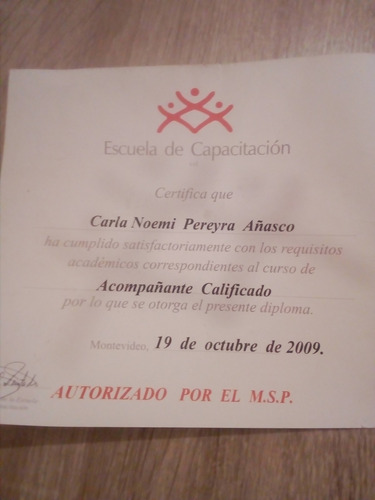 Escuela de Capacitación
Certifica que
Carla Noemi Pereyra Añasco
ha cumplido satisfactoriamente con los requisitos
académicos correspondientes al curso de
Acompañante Calificado
por lo que se otorga el presente diploma.
Montevideo, 19 de octubre de 2009.
AUTORIZADO POR EL M.S.P.